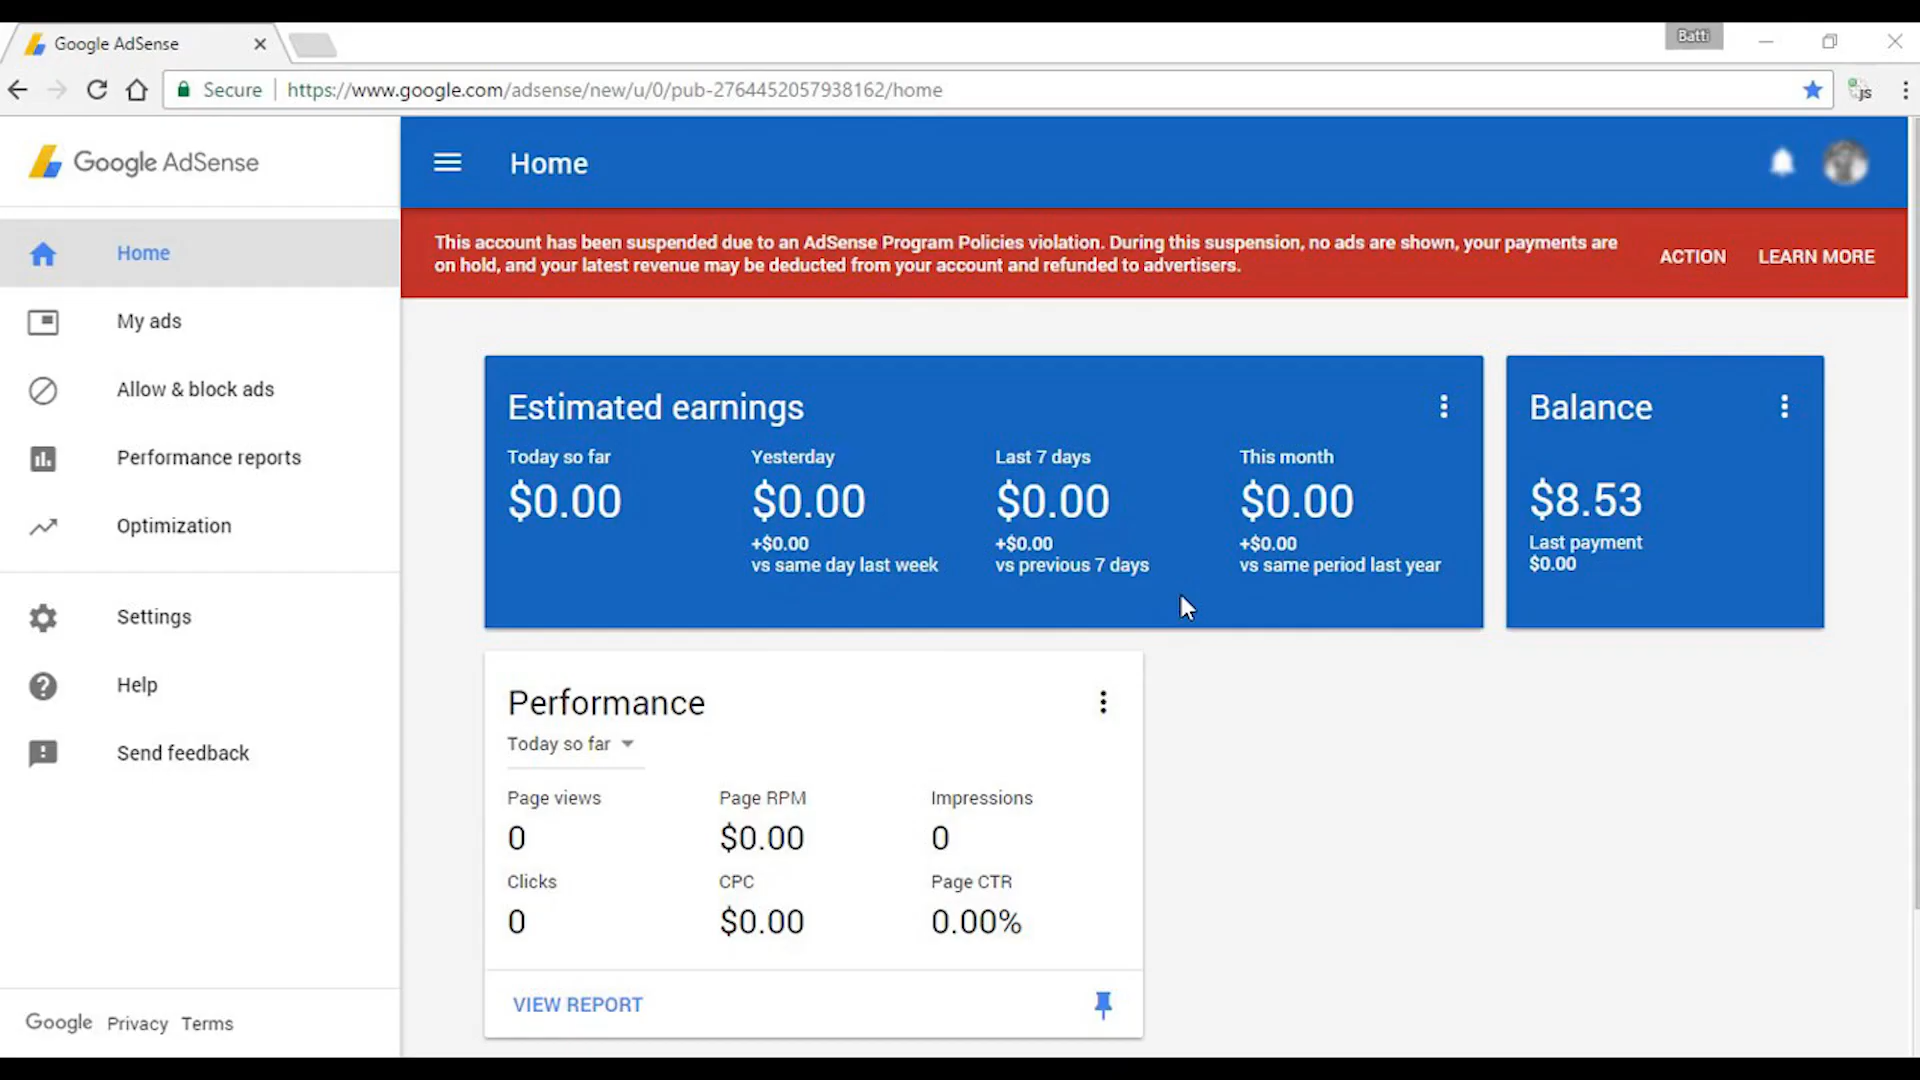 Google AdSense
Batti
Secure
https://www.google.com/adsense/new/u/0/pub-2764452057938162/home
js
Google AdSense
Home
Home
My ads
Allow & block ads
Performance reports
Optimization
Settings
Help
Send feedback
Google Privacy Terms
This account has been suspended due to an AdSense Program Policies violation. During this suspension, no ads are shown, your payments are
on hold, and your latest revenue may be deducted from your account and refunded to advertisers.
ACTION
LEARN MORE
Estimated earnings
Today so far
$0.00
Yesterday
$0.00
+$0.00
vs same day last week
Last 7 days
$0.00
+$0.00
vs previous 7 days
This month
$0.00
+$0.00
vs same period last year
Balance
$8.53
Last payment
$0.00
Performance
Today so far
Page views
0
Page RPM
$0.00
Impressions
0
Clicks
0
CPC
$0.00
Page CTR
0.00%
VIEW REPORT